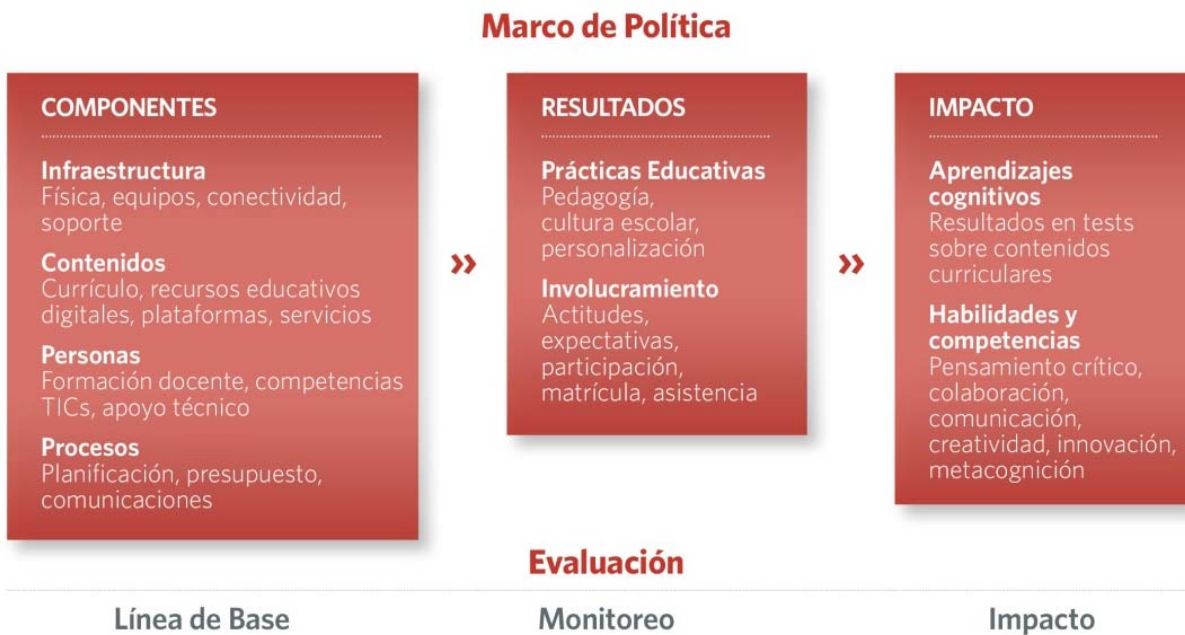 Marco de Política
COMPONENTES
Infraestructura
Física, equipos, conectividad,
soporte
Contenidos
Currículo, recursos educativos
digitales, plataformas, servicios
Personas
Formación docente, competencias
TICs, apoyo técnico
Procesos
Planificación, presupuesto,
comunicaciones
»
RESULTADOS
Prácticas Educativas
Pedagogía,
cultura escolar,
personalización
Involucramiento
Actitudes,
expectativas,
participación,
matrícula, asistencia
»
IMPACTO
Aprendizajes
cognitivos
Resultados en tests
sobre contenidos
curriculares
Habilidades y
competencias
Pensamiento crítico,
colaboración,
comunicación,
creatividad, innovación,
metacognición
Evaluación
Línea de Base
Monitoreo
Impacto